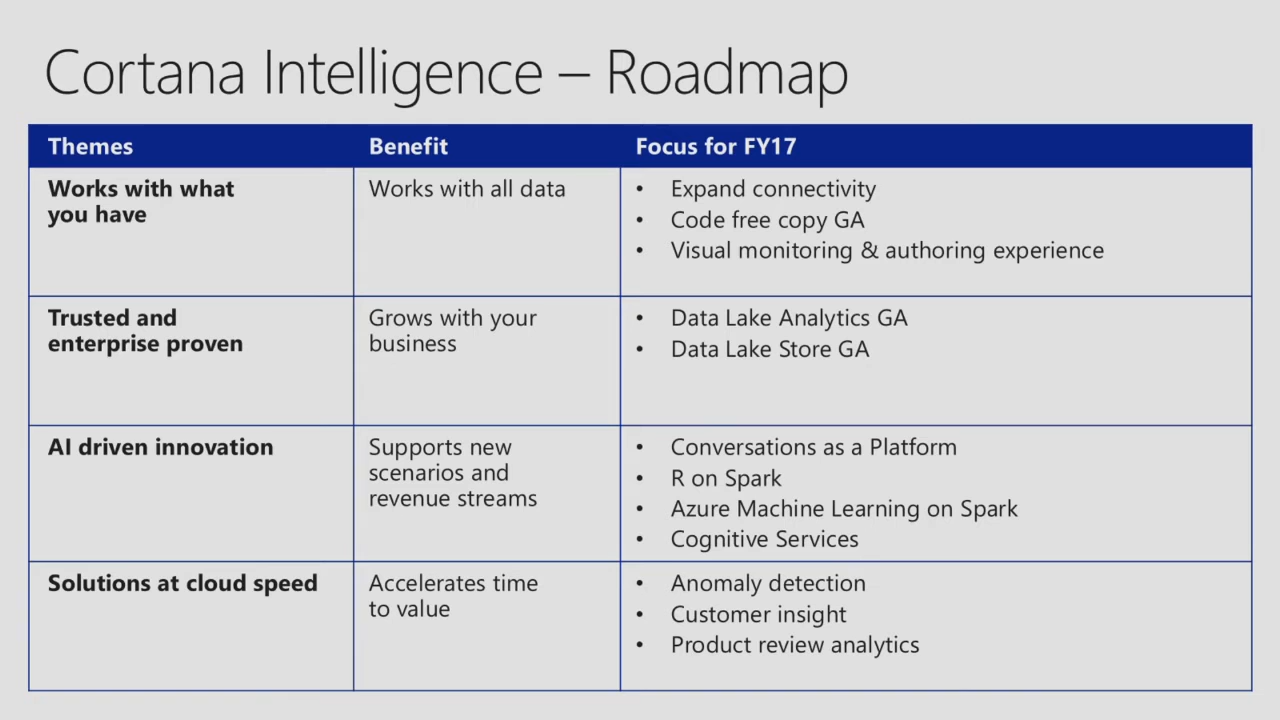 Cortana Intelligence – Roadmap
Themes
Benefit
Focus for FY17
Works with what
you have
Works with all data
• Expand connectivity
• Code free copy GA
• Visual monitoring & authoring experience
Trusted and
enterprise proven
Grows with your
business
• Data Lake Analytics GA
• Data Lake Store GA
AI driven innovation
Supports new
scenarios and
revenue streams
• Conversations as a Platform
• R on Spark
• Azure Machine Learning on Spark
• Cognitive Services
Solutions at cloud speed
Accelerates time
to value
• Anomaly detection
• Customer insight
• Product review analytics